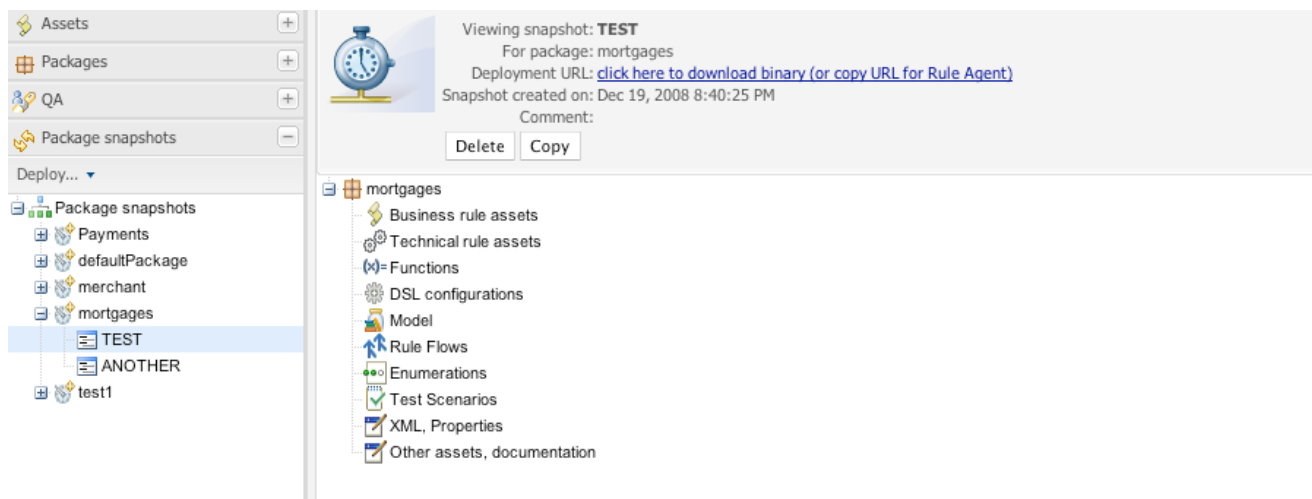 Assets
Packages
QA
Package snapshots
Deploy...
Package snapshots
Payments
defaultPackage
merchant
mortgages
TEST
ANOTHER
test1
Viewing snapshot: TEST
For package: mortgages
Deployment URL: click here to download binary (or copy URL for Rule Agent)
Snapshot created on: Dec 19, 2008 8:40:25 PM
Comment:
Delete Copy
mortgages
Business rule assets
Technical rule assets
(x)= Functions
DSL configurations
Model
Rule Flows
Enumerations
Test Scenarios
XML, Properties
Other assets, documentation